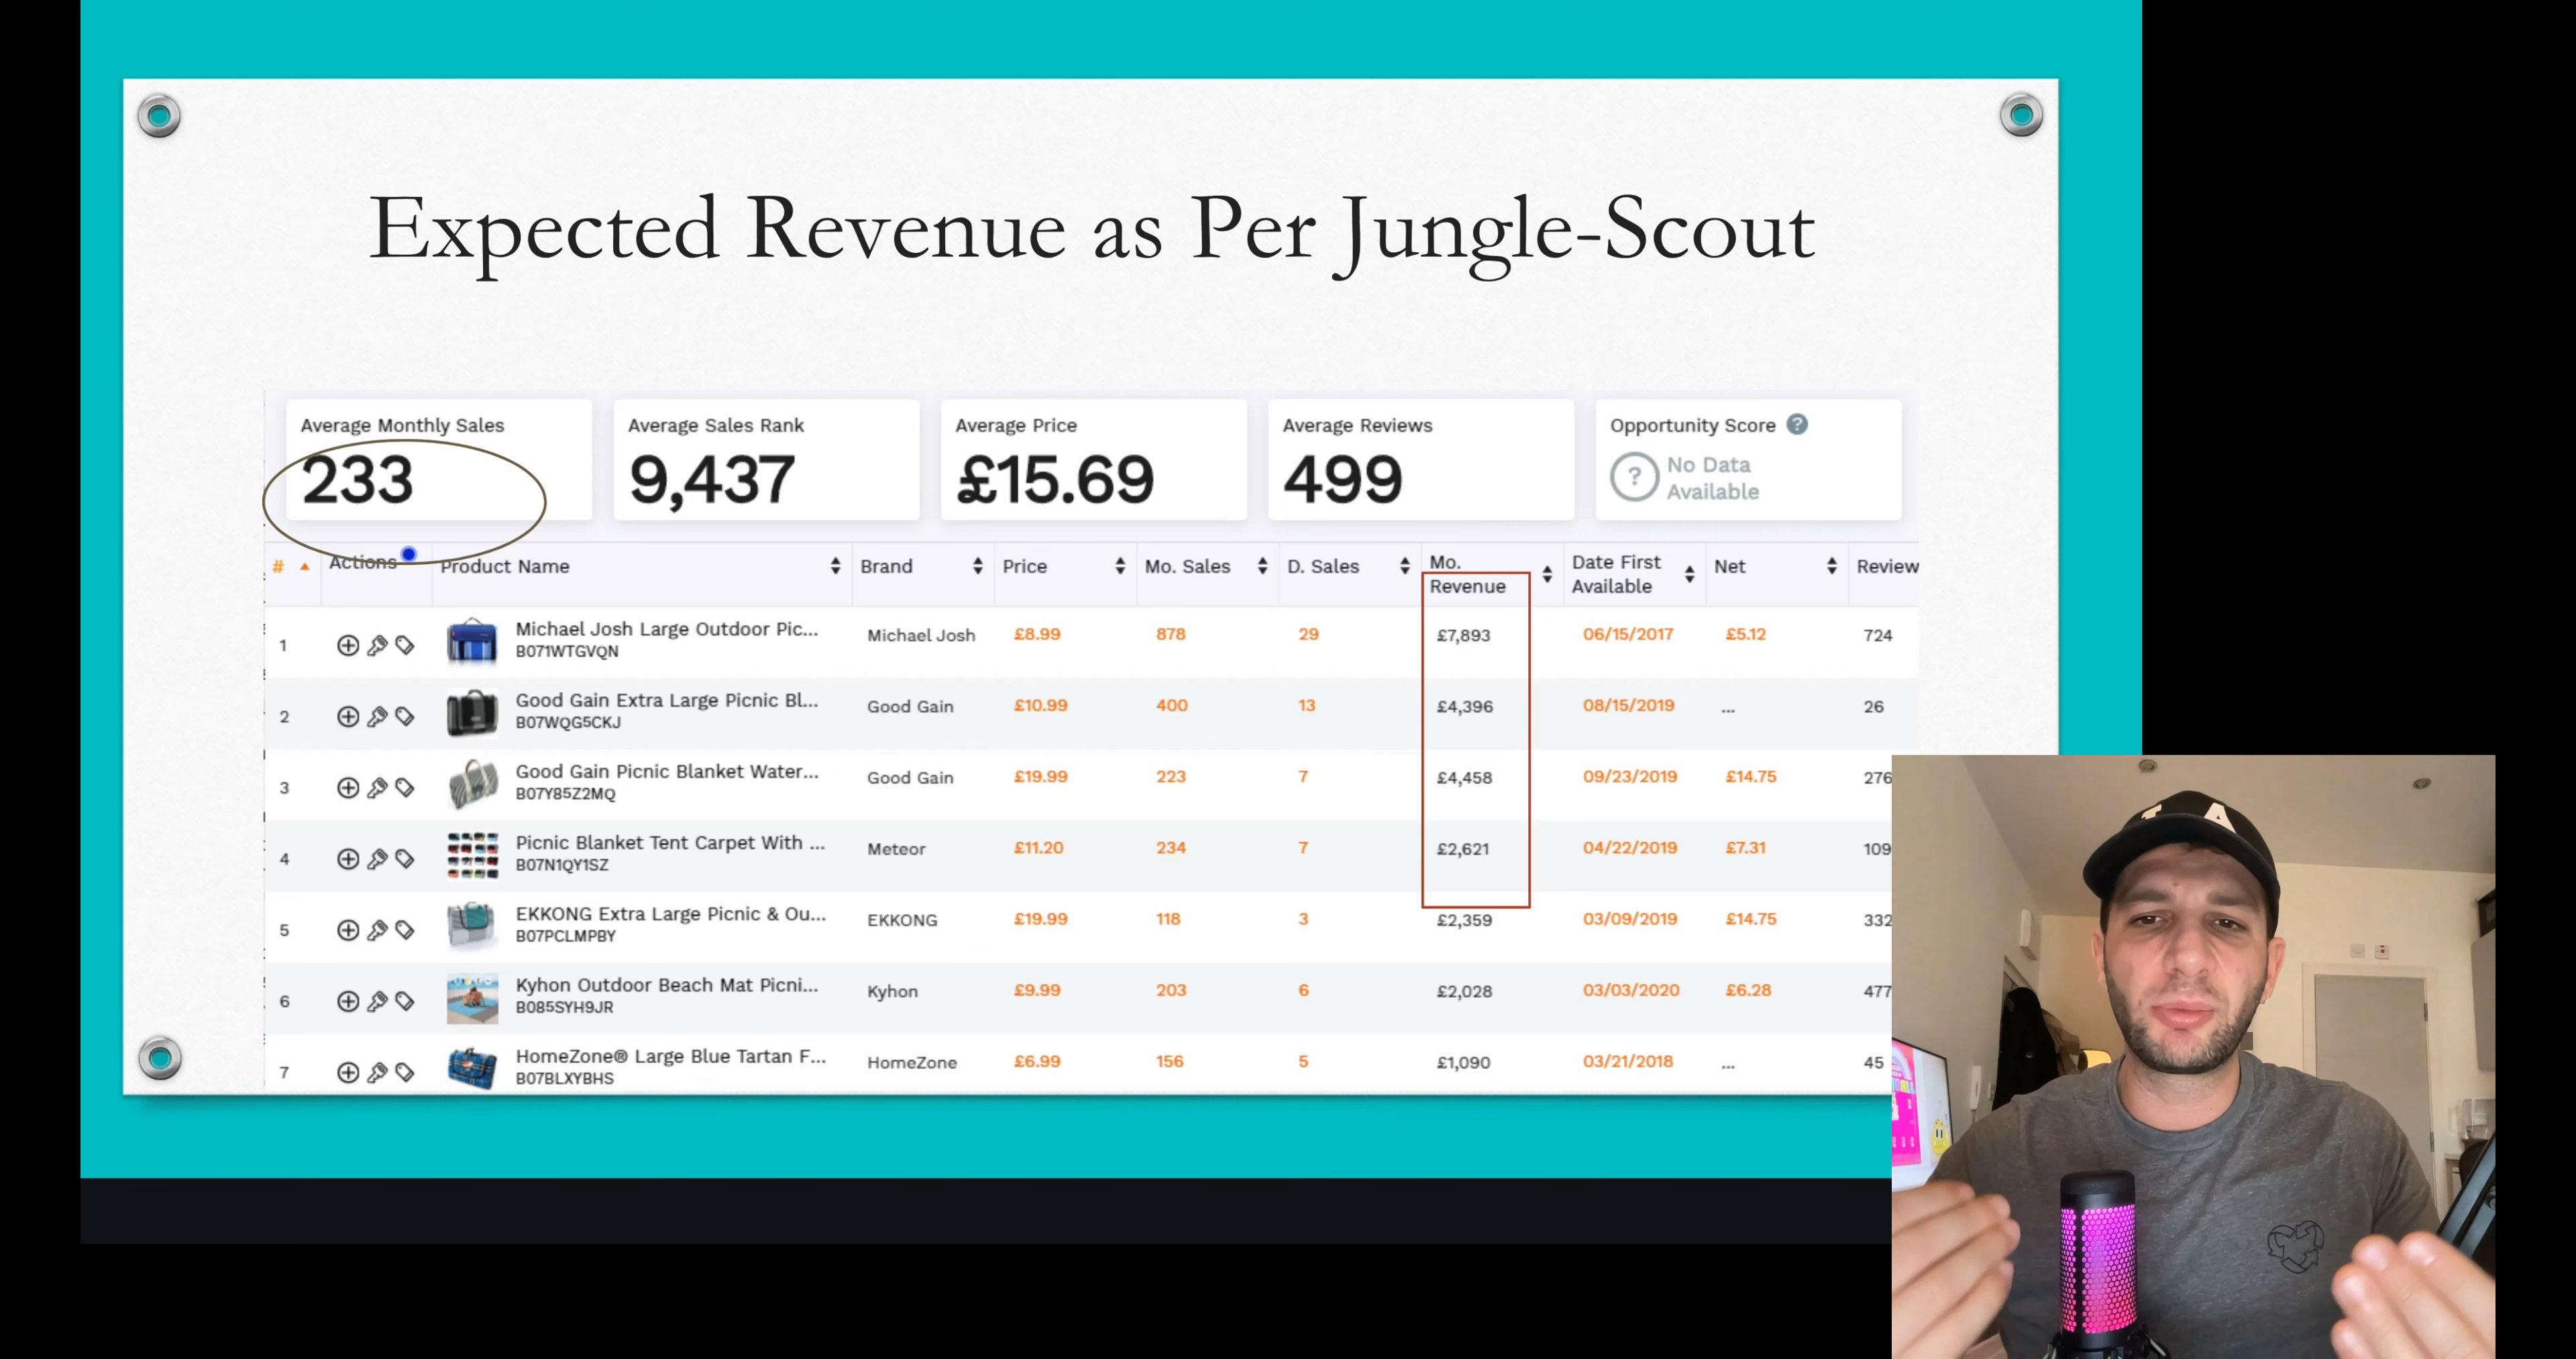 Expected Revenue as Per Jungle-Scout
Average Monthly Sales
233
Average Sales Rank
9,437
Average Price
£15.69
Average Reviews
499
Opportunity Score ?
? No Data
Available
# Actions Product Name Brand Price Mo. Sales D. Sales Mo. Revenue Date First Available Net Review
1 Michael Josh Large Outdoor Pic... Michael Josh £8.99 878 29 £7,893 06/15/2017 £5.12 724
B071WTGVQN
2 Good Gain Extra Large Picnic Bl... Good Gain £10.99 400 13 £4,396 08/15/2019 ... 26
B07WQG5CKJ
3 Good Gain Picnic Blanket Water... Good Gain £19.99 223 7 £4,458 09/23/2019 £14.75 276
B07Y85Z2MQ
4 Picnic Blanket Tent Carpet With ... Meteor £11.20 234 7 £2,621 04/22/2019 £7.31 109
B07N1QY1SZ
5 EKKONG Extra Large Picnic & Ou... EKKONG £19.99 118 3 £2,359 03/09/2019 £14.75 332
B07PCLMPBY
6 Kyhon Outdoor Beach Mat Picni... Kyhon £9.99 203 6 £2,028 03/03/2020 £6.28 477
B085SYH9JR
7 HomeZone® Large Blue Tartan F... HomeZone £6.99 156 5 £1,090 03/21/2018 ... 45
B07BLXYBHS